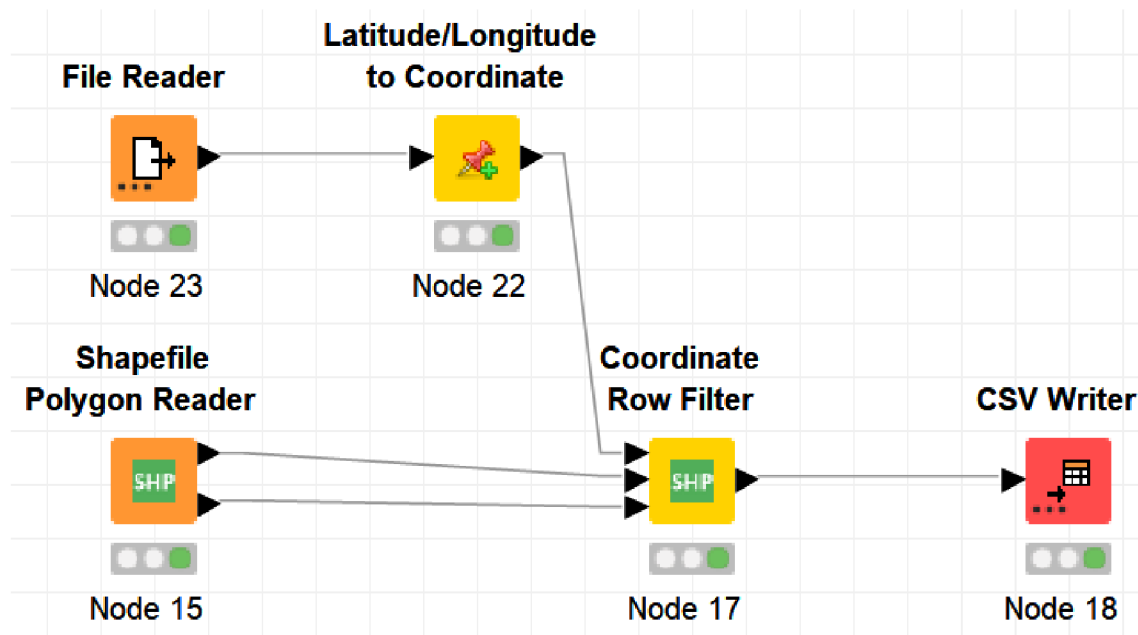 Latitude/Longitude
to Coordinate
File Reader
Node 23
Node 22
Shapefile
Polygon Reader
Coordinate
Row Filter
CSV Writer
SHP
SHP
Node 15
Node 17
Node 18